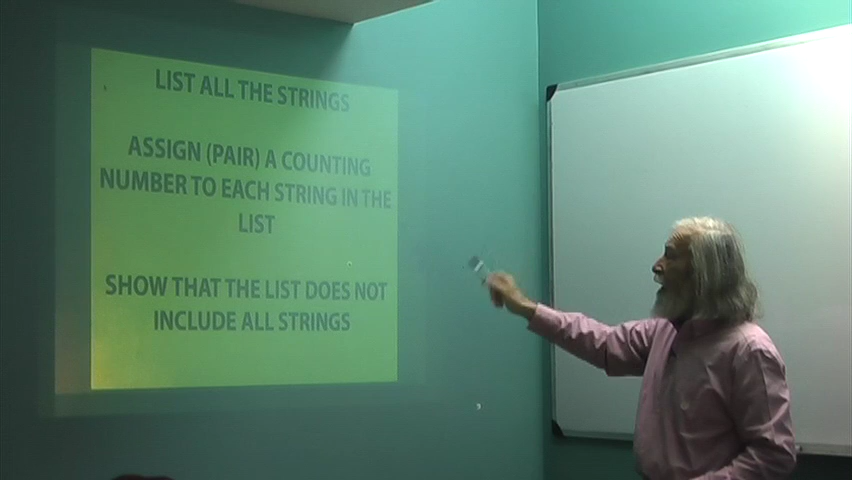 LIST ALL THE STRINGS
ASSIGN (PAIR) A COUNTING
NUMBER TO EACH STRING IN THE
LIST
SHOW THAT THE LIST DOES NOT
INCLUDE ALL STRINGS